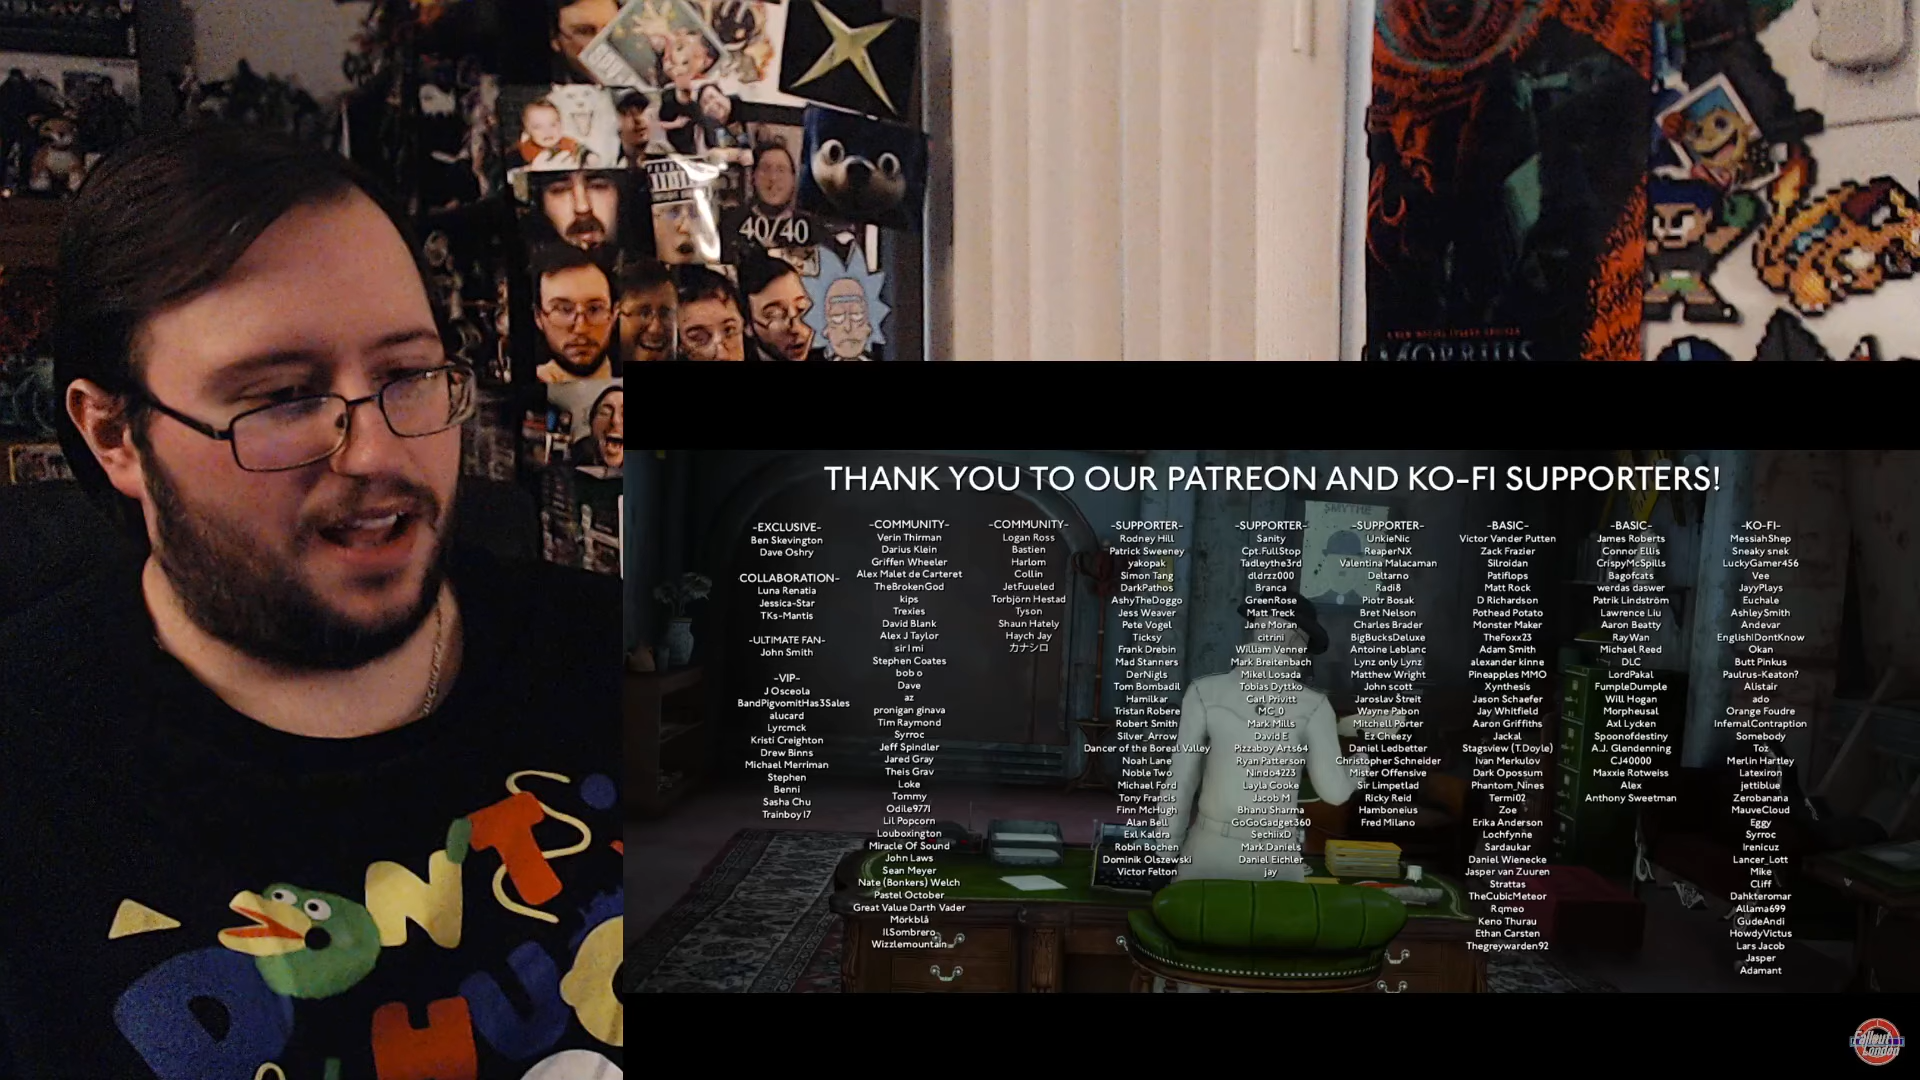 40/40
MORBIUS
THANK YOU TO OUR PATREON AND KO-FI SUPPORTERS!
SMYTHE
-EXCLUSIVE-
Ben Skevington
Dave Oshry
COLLABORATION-
Luna Renatia
Jessica-Star
TKs-Mantis
-ULTIMATE FAN-
John Smith
-VIP-
J Osceola
BandPigvomitHas3Sales
alucard
Lyrcmck
Kristi Creighton
Drew Binns
Michael Merriman
Stephen
Benni
Sasha Chu
Trainboy17
-COMMUNITY-
Verin Thirman
Darius Klein
Griffen Wheeler
Alex Malet de Carteret
TheBrokenGod
kips
Trexies
David Blank
Alex J Taylor
sir1mi
Stephen Coates
bob o
Dave
az
pronigan ginava
Tim Raymond
Syrroc
Jeff Spindler
Jared Gray
Theis Grav
Loke
Tommy
Odile9771
Lil Popcorn
Louboxington
Miracle Of Sound
John Laws
Sean Meyer
Nate (Bonkers) Welch
Pastel October
Great Value Darth Vader
Mörkblå
IlSombrero
Wizzlemountain
-COMMUNITY-
Logan Ross
Bastien
Harlom
Collin
JetFuueled
Torbjörn Hestad
Tyson
Shaun Hately
Haych Jay
カナシロ
-SUPPORTER-
Rodney Hill
Patrick Sweeney
yakopak
Simon Tang
DarkPathos
AshyTheDoggo
Jess Weaver
Pete Vogel
Ticksy
Frank Drebin
Mad Stanners
DerNigls
Tom Bombadil
Hamilkar
Tristan Robere
Robert Smith
Silver_Arrow
Dancer of the Boreal Valley
Noah Lane
Noble Two
Michael Ford
Tony Francis
Finn McHugh
Alan Bell
Exl Kaldra
Robin Bochen
Dominik Olszewski
Victor Felton
-SUPPORTER-
Sanity
Cpt.FullStop
Tadleythe3rd
dldrzz000
Branca
GreenRose
Matt Treck
Jane Moran
citrini
William Venner
Mark Breitenbach
Mikel Losada
Tobias Dyttko
Carl Privitt
MC_0
Mark Mills
David E
Pizzaboy Arts64
Ryan Patterson
Nindo4223
Layla Cooke
Jacob M
Bhanu Sharma
GoGoGadget360
SechiixD
Mark Daniels
Daniel Eichler
jay
-SUPPORTER-
UnkieNic
ReaperNX
Valentina Malacaman
Deltarno
Radi8
Piotr Bosak
Bret Nelson
Charles Brader
BigBucksDeluxe
Antoine Leblanc
Lynz only Lynz
Matthew Wright
John scott
Jaroslav Štreit
Wayne Pabon
Mitchell Porter
Ez Cheezy
Daniel Ledbetter
Christopher Schneider
Mister Offensive
Sir Limpetlad
Ricky Reid
Hamboneius
Fred Milano
-BASIC-
Victor Vander Putten
Zack Frazier
Silroidan
Patiflops
Matt Rock
D Richardson
Pothead Potato
Monster Maker
TheFoxx23
Adam Smith
alexander kinne
Pineapples MMO
Xynthesis
Jason Schaefer
Jay Whitfield
Aaron Griffiths
Jackal
Stagsview (T.Doyle)
Ivan Merkulov
Dark Opossum
Phantom_Nines
Termi02
Zoe
Erika Anderson
Lochfynne
Sardaukar
Daniel Wienecke
Jasper van Zuuren
Strattas
TheCubicMeteor
Rqmeo
Keno Thurau
Ethan Carsten
Thegreywarden92
-BASIC-
James Roberts
Connor Ellis
CrispyMcSpills
Bagofcats
werdas daswer
Patrik Lindström
Lawrence Liu
Aaron Beatty
RayWan
Michael Reed
DLC
LordPakal
FumpleDumple
Will Hogan
Morpheusal
Axl Lycken
Spoonofdestiny
A.J. Glendenning
CJ40000
Maxxie Rotweiss
Alex
Anthony Sweetman
-KO-FI-
MessiahShep
Sneaky snek
LuckyGamer456
Vee
JayyPlays
Euchale
AshleySmith
Andevar
EnglishIDontKnow
Okan
Butt Pinkus
Paulrus-Keaton?
Alistair
ado
Orange Foudre
InfernalContraption
Somebody
Toz
Merlin Hartley
Latexiron
jettiblue
Zerobanana
MauveCloud
Eggy
Syrroc
Irenicuz
Lancer_Lott
Mike
Cliff
Dahkteromar
Allama699
GudeAndi
HowdyVictus
Lars Jacob
Jasper
Adamant
DON'T
HUG
Fallout
London